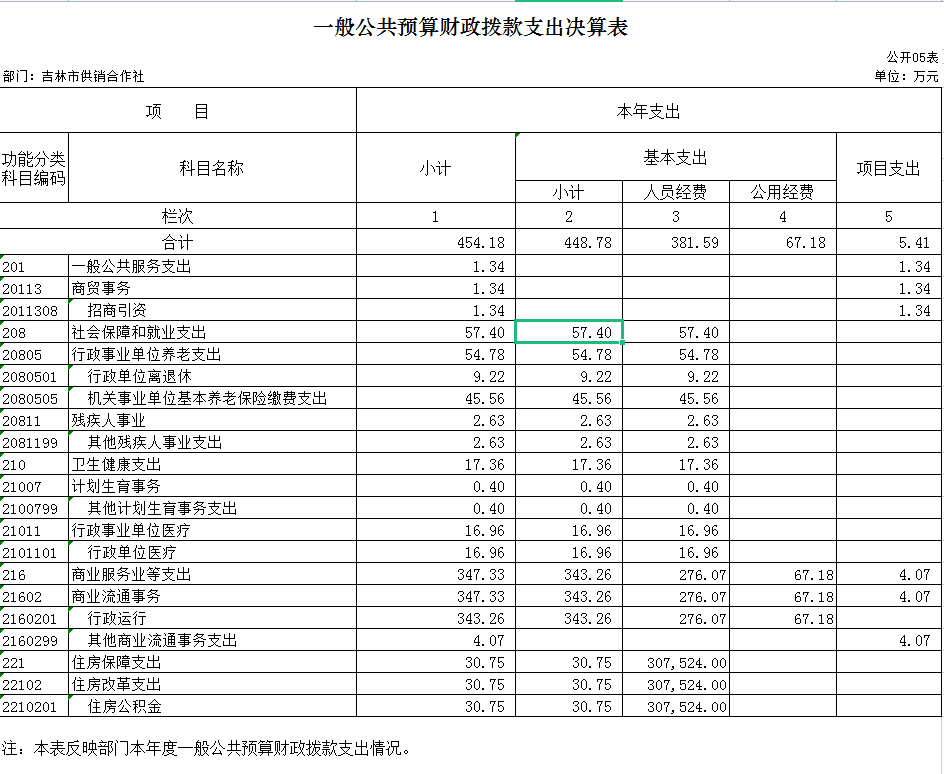 一般公共预算财政拨款支出决算表
公开05表
部门：吉林市供销合作社 单位：万元
项 目 本年支出
功能分类科目编码 科目名称 小计 基本支出 项目支出
小计 人员经费 公用经费
栏次 1 2 3 4 5
合计 454.18 448.78 381.59 67.18 5.41
201 一般公共服务支出 1.34 1.34
20113 商贸事务 1.34 1.34
2011308 招商引资 1.34 1.34
208 社会保障和就业支出 57.40 57.40 57.40
20805 行政事业单位养老支出 54.78 54.78 54.78
2080501 行政单位离退休 9.22 9.22 9.22
2080505 机关事业单位基本养老保险缴费支出 45.56 45.56 45.56
20811 残疾人事业 2.63 2.63 2.63
2081199 其他残疾人事业支出 2.63 2.63 2.63
210 卫生健康支出 17.36 17.36 17.36
21007 计划生育事务 0.40 0.40 0.40
2100799 其他计划生育事务支出 0.40 0.40 0.40
21011 行政事业单位医疗 16.96 16.96 16.96
2101101 行政单位医疗 16.96 16.96 16.96
216 商业服务业等支出 347.33 343.26 276.07 67.18 4.07
21602 商业流通事务 347.33 343.26 276.07 67.18 4.07
2160201 行政运行 343.26 343.26 276.07 67.18
2160299 其他商业流通事务支出 4.07 4.07
221 住房保障支出 30.75 30.75 307,524.00
22102 住房改革支出 30.75 30.75 307,524.00
2210201 住房公积金 30.75 30.75 307,524.00
注：本表反映部门本年度一般公共预算财政拨款支出情况。